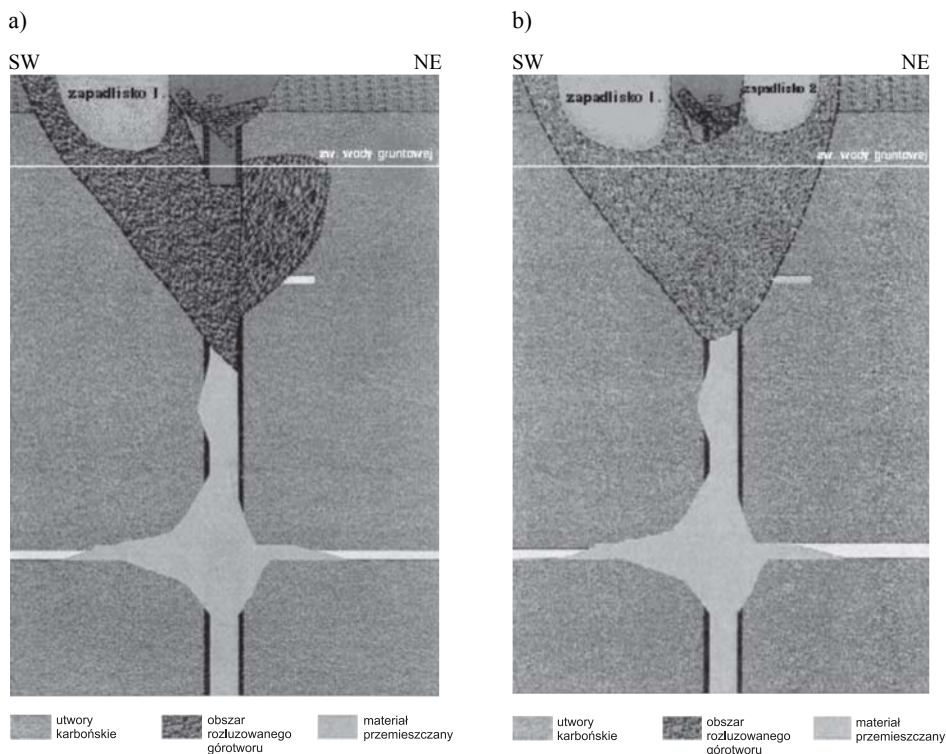 a)
b)
SW
NE
SW
NE
zapadlisko 1.
zw. wody gruntowej
zapadlisko 1.
zapadlisko 2
zw. wody gruntowej
utwory
karbońskie
obszar
rozluzowanego
górotworu
materiał
przemieszczany
utwory
karbońskie
obszar
rozluzowanego
górotworu
materiał
przemieszczany